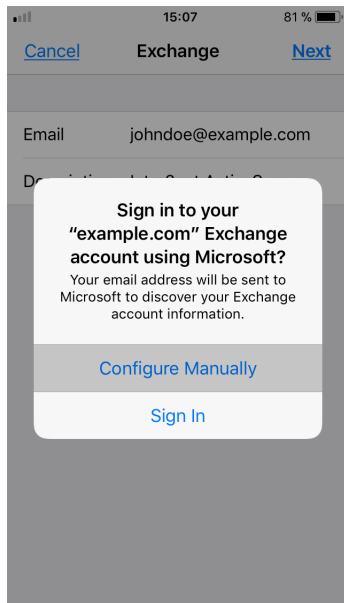 15:07
81 %
Cancel
Exchange
Next
Email
johndoe@example.com
Sign in to your
“example.com” Exchange
account using Microsoft?
Your email address will be sent to
Microsoft to discover your Exchange
account information.
Configure Manually
Sign In